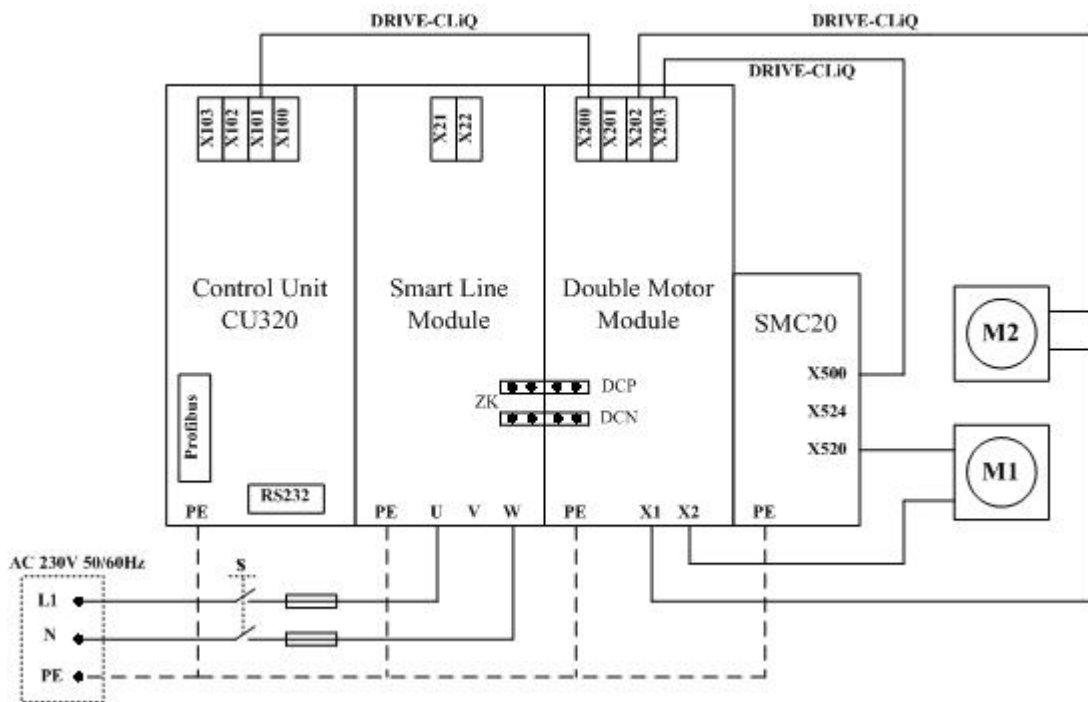 DRIVE-CLiQ
DRIVE-CLiQ
DRIVE-CLiQ
X103
X102
X101
X100
X21
X22
X200
X201
X202
X203
Control Unit
CU320
Smart Line
Module
Double Motor
Module
SMC20
M2
X500
X524
X520
M1
ZK
DCP
DCN
Profibus
RS232
PE
PE
U
V
W
PE
X1
X2
PE
AC 230V 50/60Hz
S
L1
N
PE